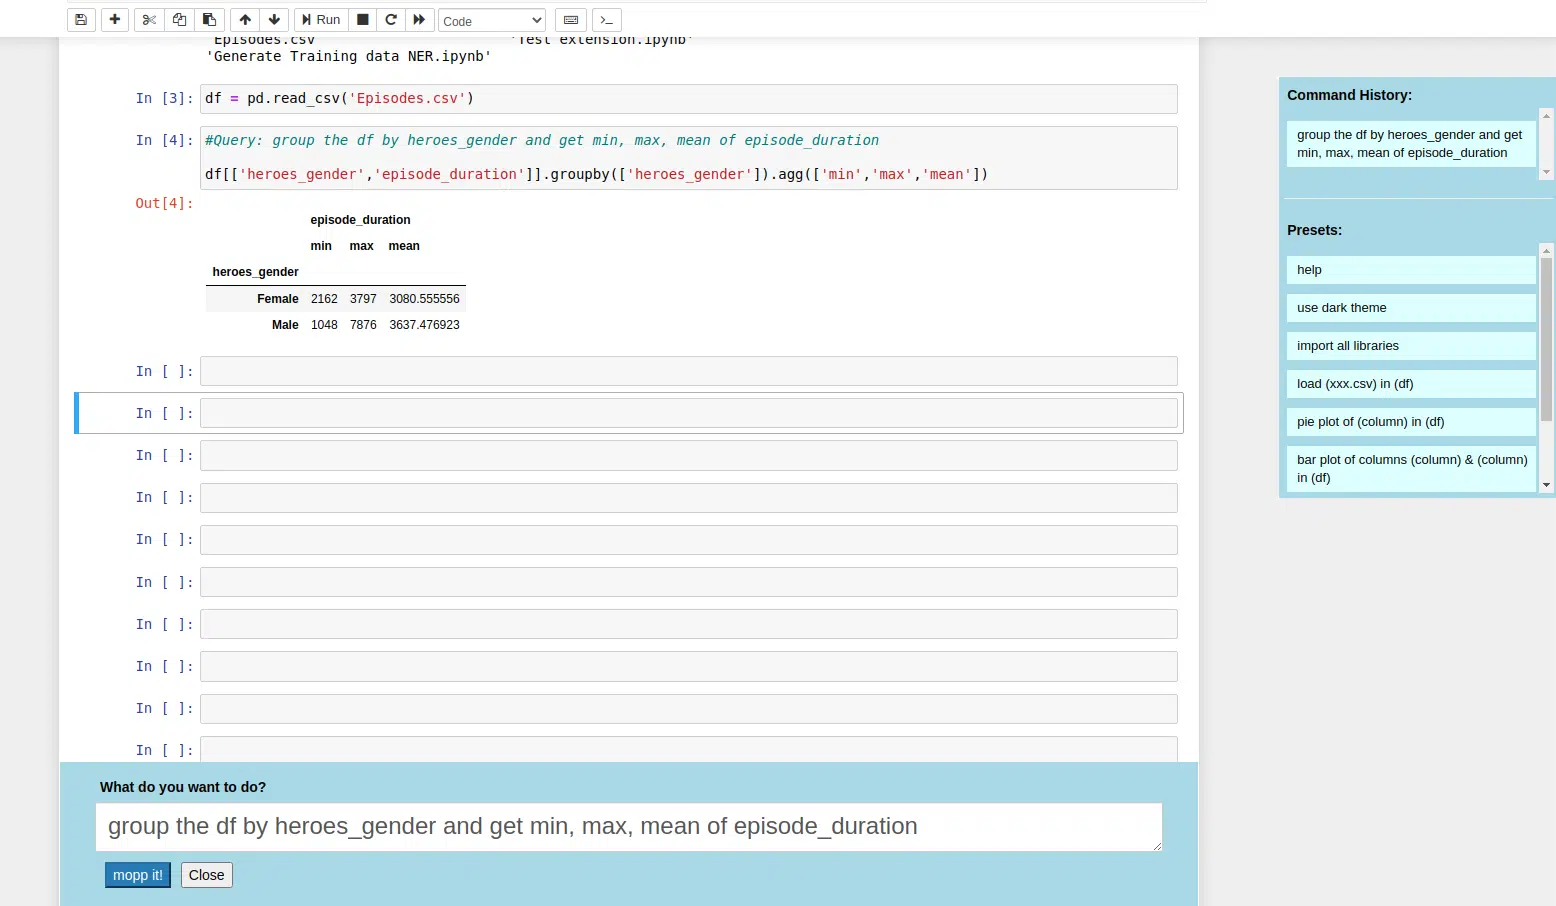 Run
Code
'Episodes.csv' 'Test extension.ipynb'
'Generate Training data NER.ipynb'
In [3]: df = pd.read_csv('Episodes.csv')
In [4]: #Query: group the df by heroes_gender and get min, max, mean of episode_duration
df[['heroes_gender','episode_duration']].groupby(['heroes_gender']).agg(['min','max','mean'])
Out[4]:
episode_duration
min max mean
heroes_gender
Female 2162 3797 3080.555556
Male 1048 7876 3637.476923
In [ ]:
In [ ]:
In [ ]:
In [ ]:
In [ ]:
In [ ]:
In [ ]:
In [ ]:
In [ ]:
In [ ]:
What do you want to do?
group the df by heroes_gender and get min, max, mean of episode_duration
mopp it! Close
Command History:
group the df by heroes_gender and get
min, max, mean of episode_duration
Presets:
help
use dark theme
import all libraries
load (xxx.csv) in (df)
pie plot of (column) in (df)
bar plot of columns (column) & (column)
in (df)